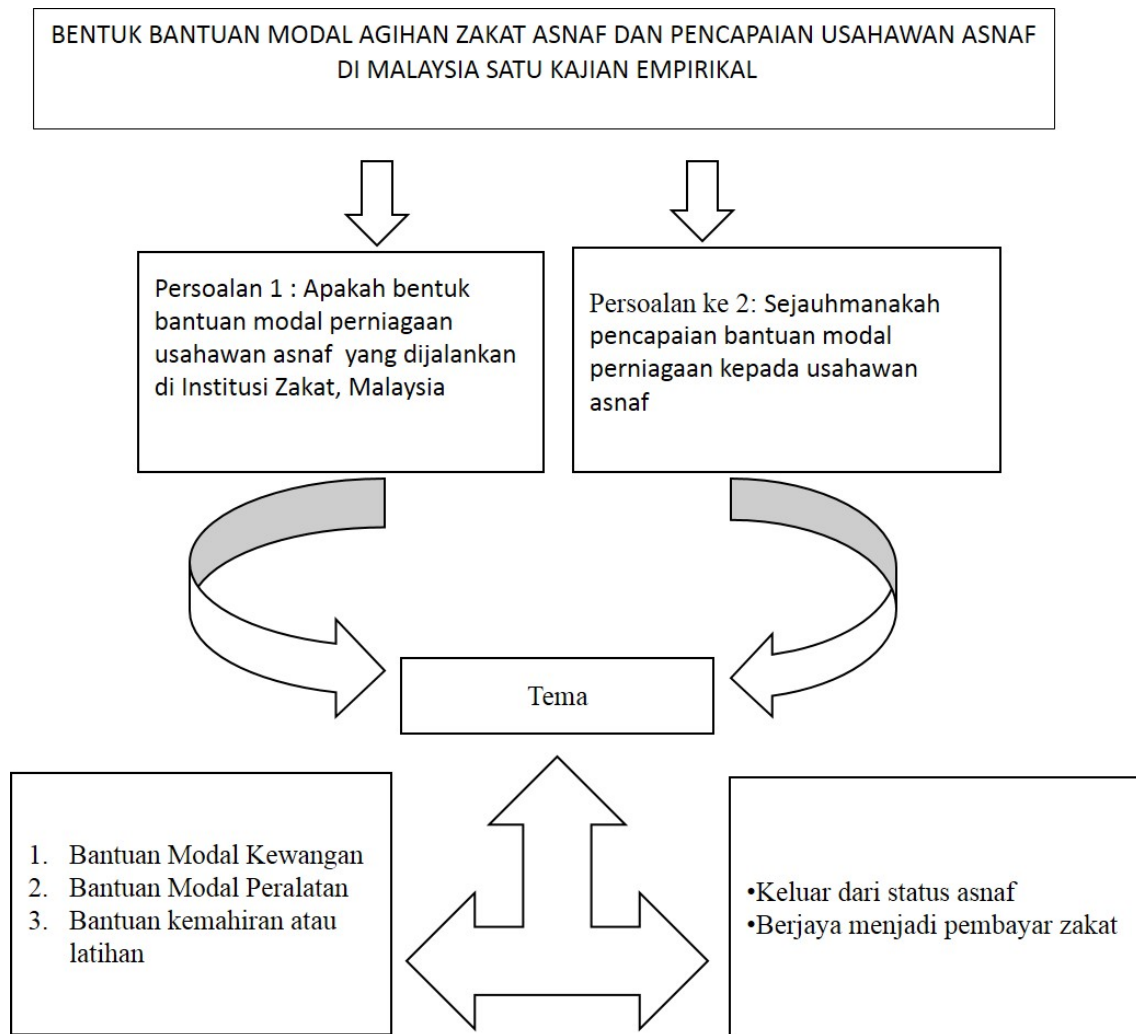 BENTUK BANTUAN MODAL AGIHAN ZAKAT ASNAF DAN PENCAPAIAN USAHAWAN ASNAF
DI MALAYSIA SATU KAJIAN EMPIRIKAL
Persoalan 1 : Apakah bentuk
bantuan modal perniagaan
usahawan asnaf yang dijalankan
di Institusi Zakat, Malaysia
Persoalan ke 2: Sejauhmanakah
pencapaian bantuan modal
perniagaan kepada usahawan
asnaf
Tema
1. Bantuan Modal Kewangan
2. Bantuan Modal Peralatan
3. Bantuan kemahiran atau
latihan
•Keluar dari status asnaf
•Berjaya menjadi pembayar zakat